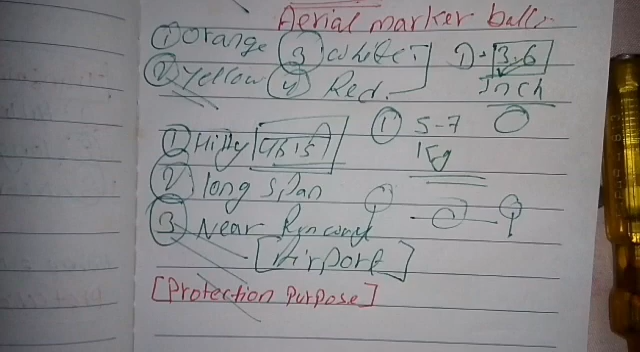 Aerial marker balls
① Orange ③ white
② Yellow ④ Red.
D - 3.6
Inch
① Hilly
① 5-7
Kg
② long span
③ Near Runway
[Airport]
[Protection Purpose]